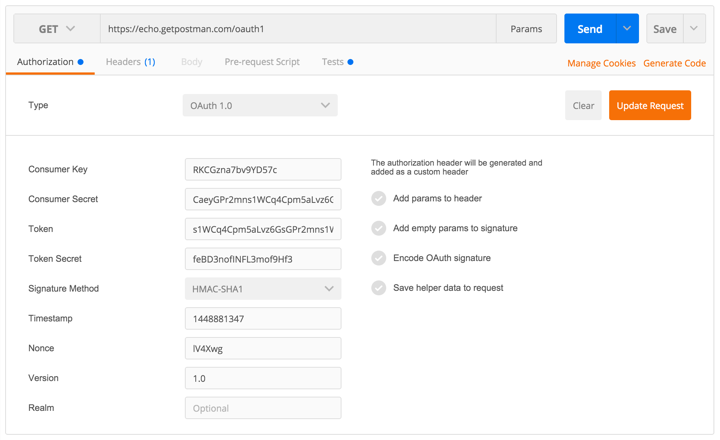 GET https://echo.getpostman.com/oauth1 Params Send Save
Authorization Headers (1) Body Pre-request Script Tests Manage Cookies Generate Code
Type OAuth 1.0 Clear Update Request
The authorization header will be generated and
added as a custom header
Consumer Key RKCGzna7bv9YD57c
Consumer Secret CaeyGPr2mns1WCq4Cpm5aLvz6C Add params to header
Token s1WCq4Cpm5aLvz6GsGPr2mns1W Add empty params to signature
Token Secret feBD3nofINFL3mof9Hf3 Encode OAuth signature
Signature Method HMAC-SHA1 Save helper data to request
Timestamp 1448881347
Nonce IV4Xwg
Version 1.0
Realm Optional